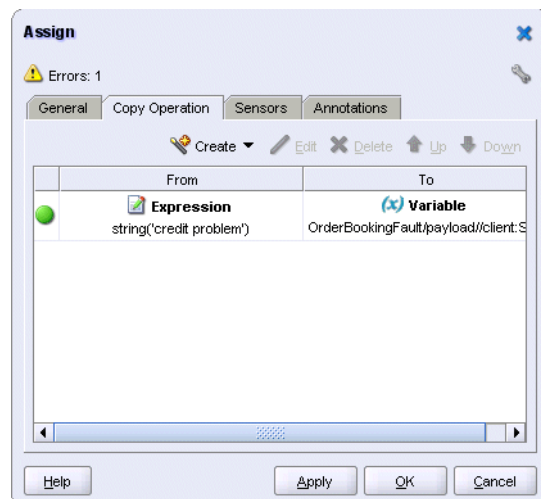 Assign
Errors: 1
General Copy Operation Sensors Annotations
Create Edit Delete Up Down
From To
Expression (x) Variable
string('credit problem') OrderBookingFault/payload//client:S
Help Apply OK Cancel